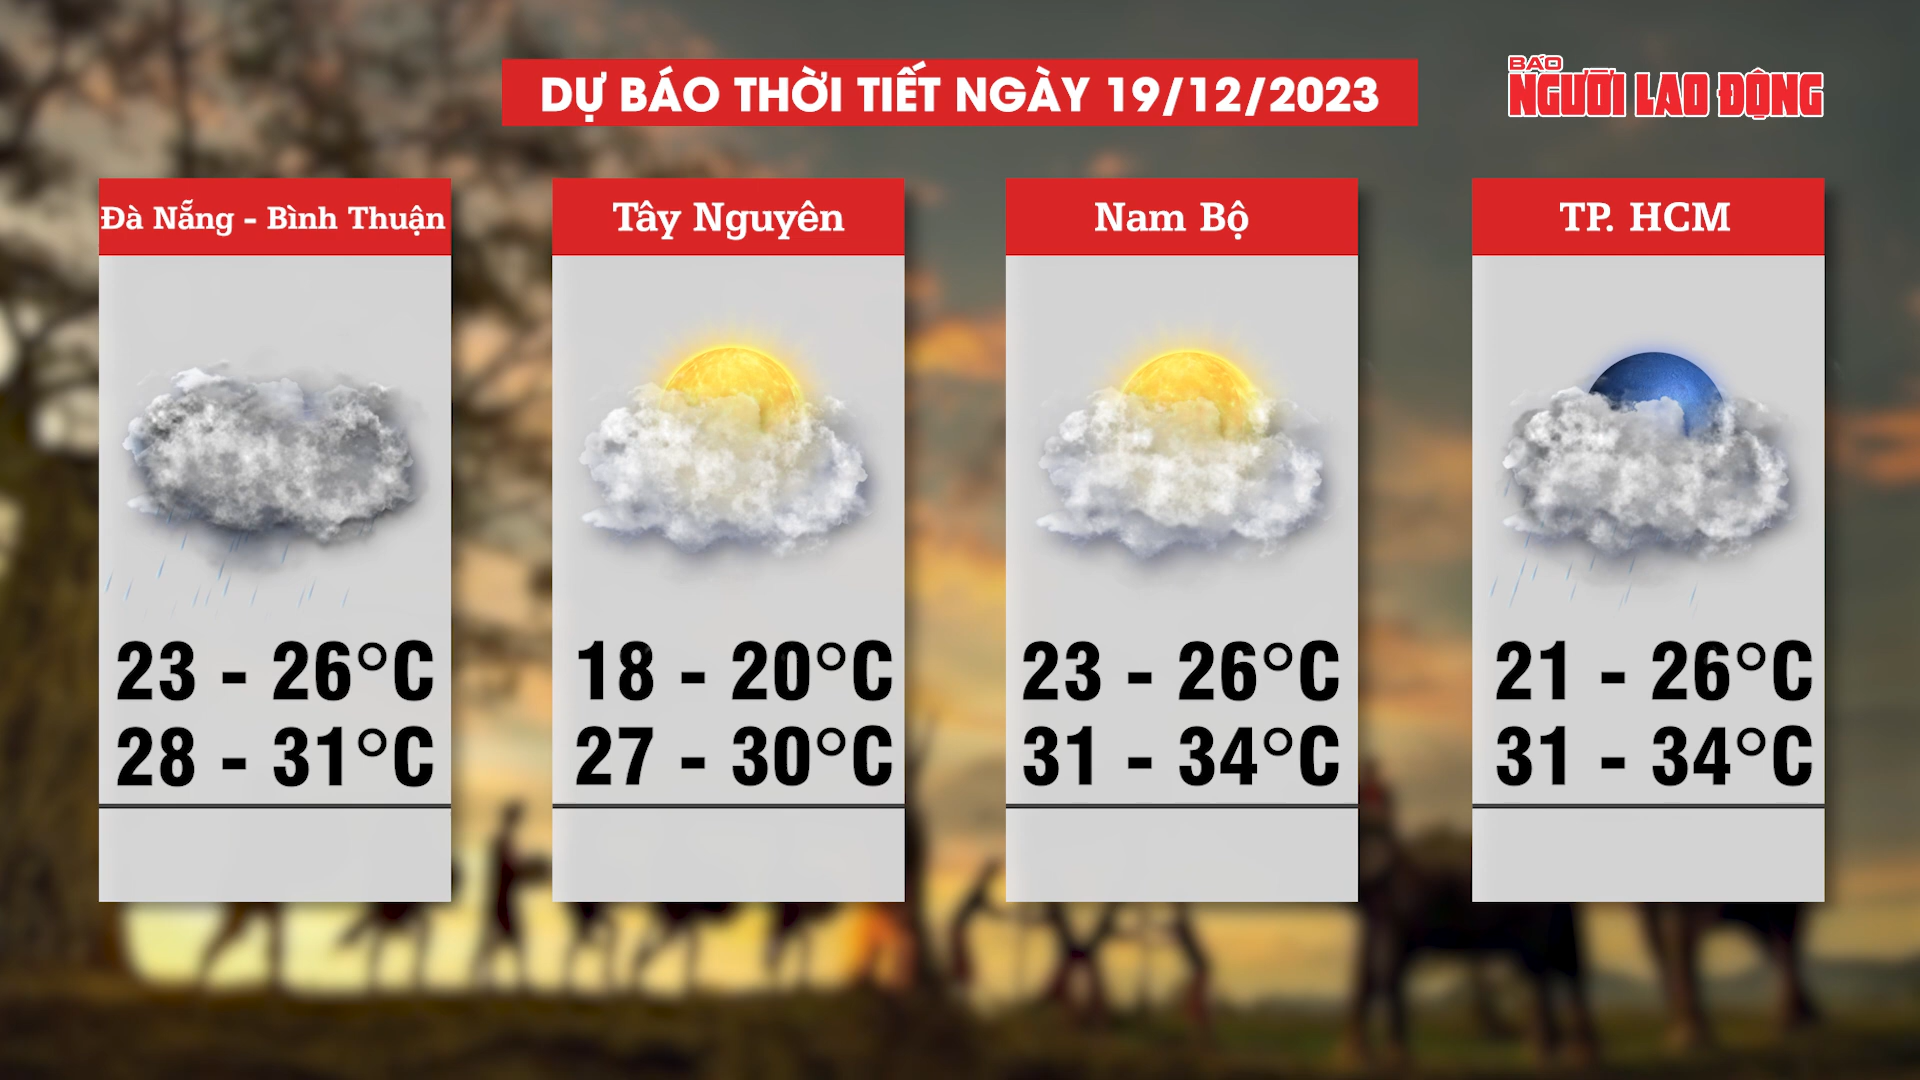 DỰ BÁO THỜI TIẾT NGÀY 19/12/2023
BÁO
NGƯỜI LAO ĐỘNG
Đà Nẵng - Bình Thuận
23 - 26°C
28 - 31°C
Tây Nguyên
18 - 20°C
27 - 30°C
Nam Bộ
23 - 26°C
31 - 34°C
TP. HCM
21 - 26°C
31 - 34°C